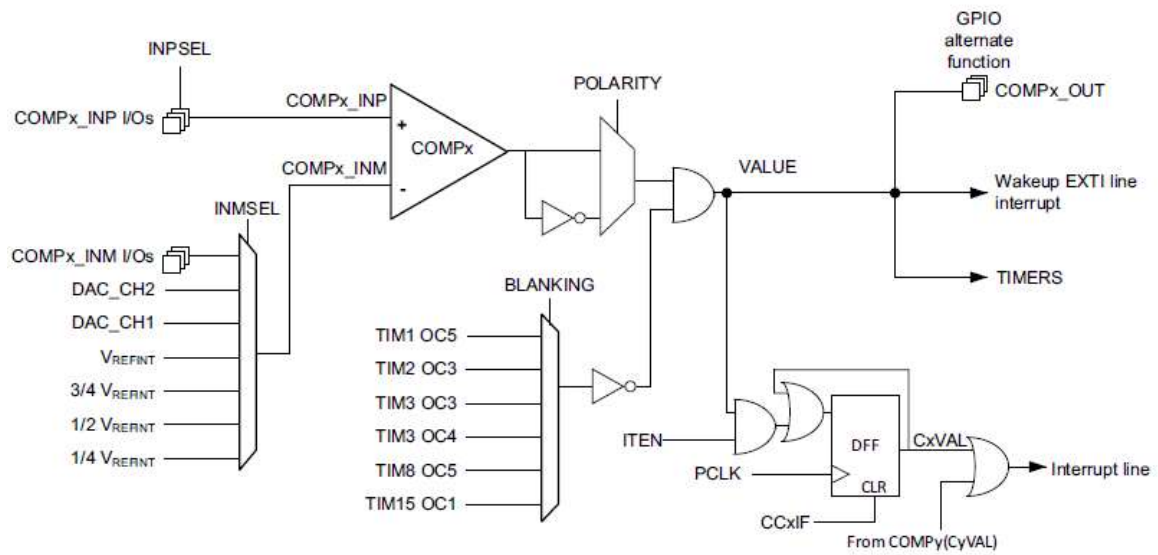 GPIO
alternate
function
INPSEL
POLARITY
COMPx_INP I/Os
COMPx_INP
COMPx_OUT
+
COMPx
COMPx_INM
-
VALUE
Wakeup EXTI line
interrupt
INMSEL
COMPx_INM I/Os
DAC_CH2
BLANKING
TIMERS
DAC_CH1
TIM1 OC5
VREFINT
TIM2 OC3
3/4 VREFINT
TIM3 OC3
1/2 VREFINT
TIM3 OC4
ITEN
DFF
CxVAL
1/4 VREFINT
TIM8 OC5
PCLK
Interrupt line
CLR
TIM15 OC1
CCxIF
From COMPy(CyVAL)